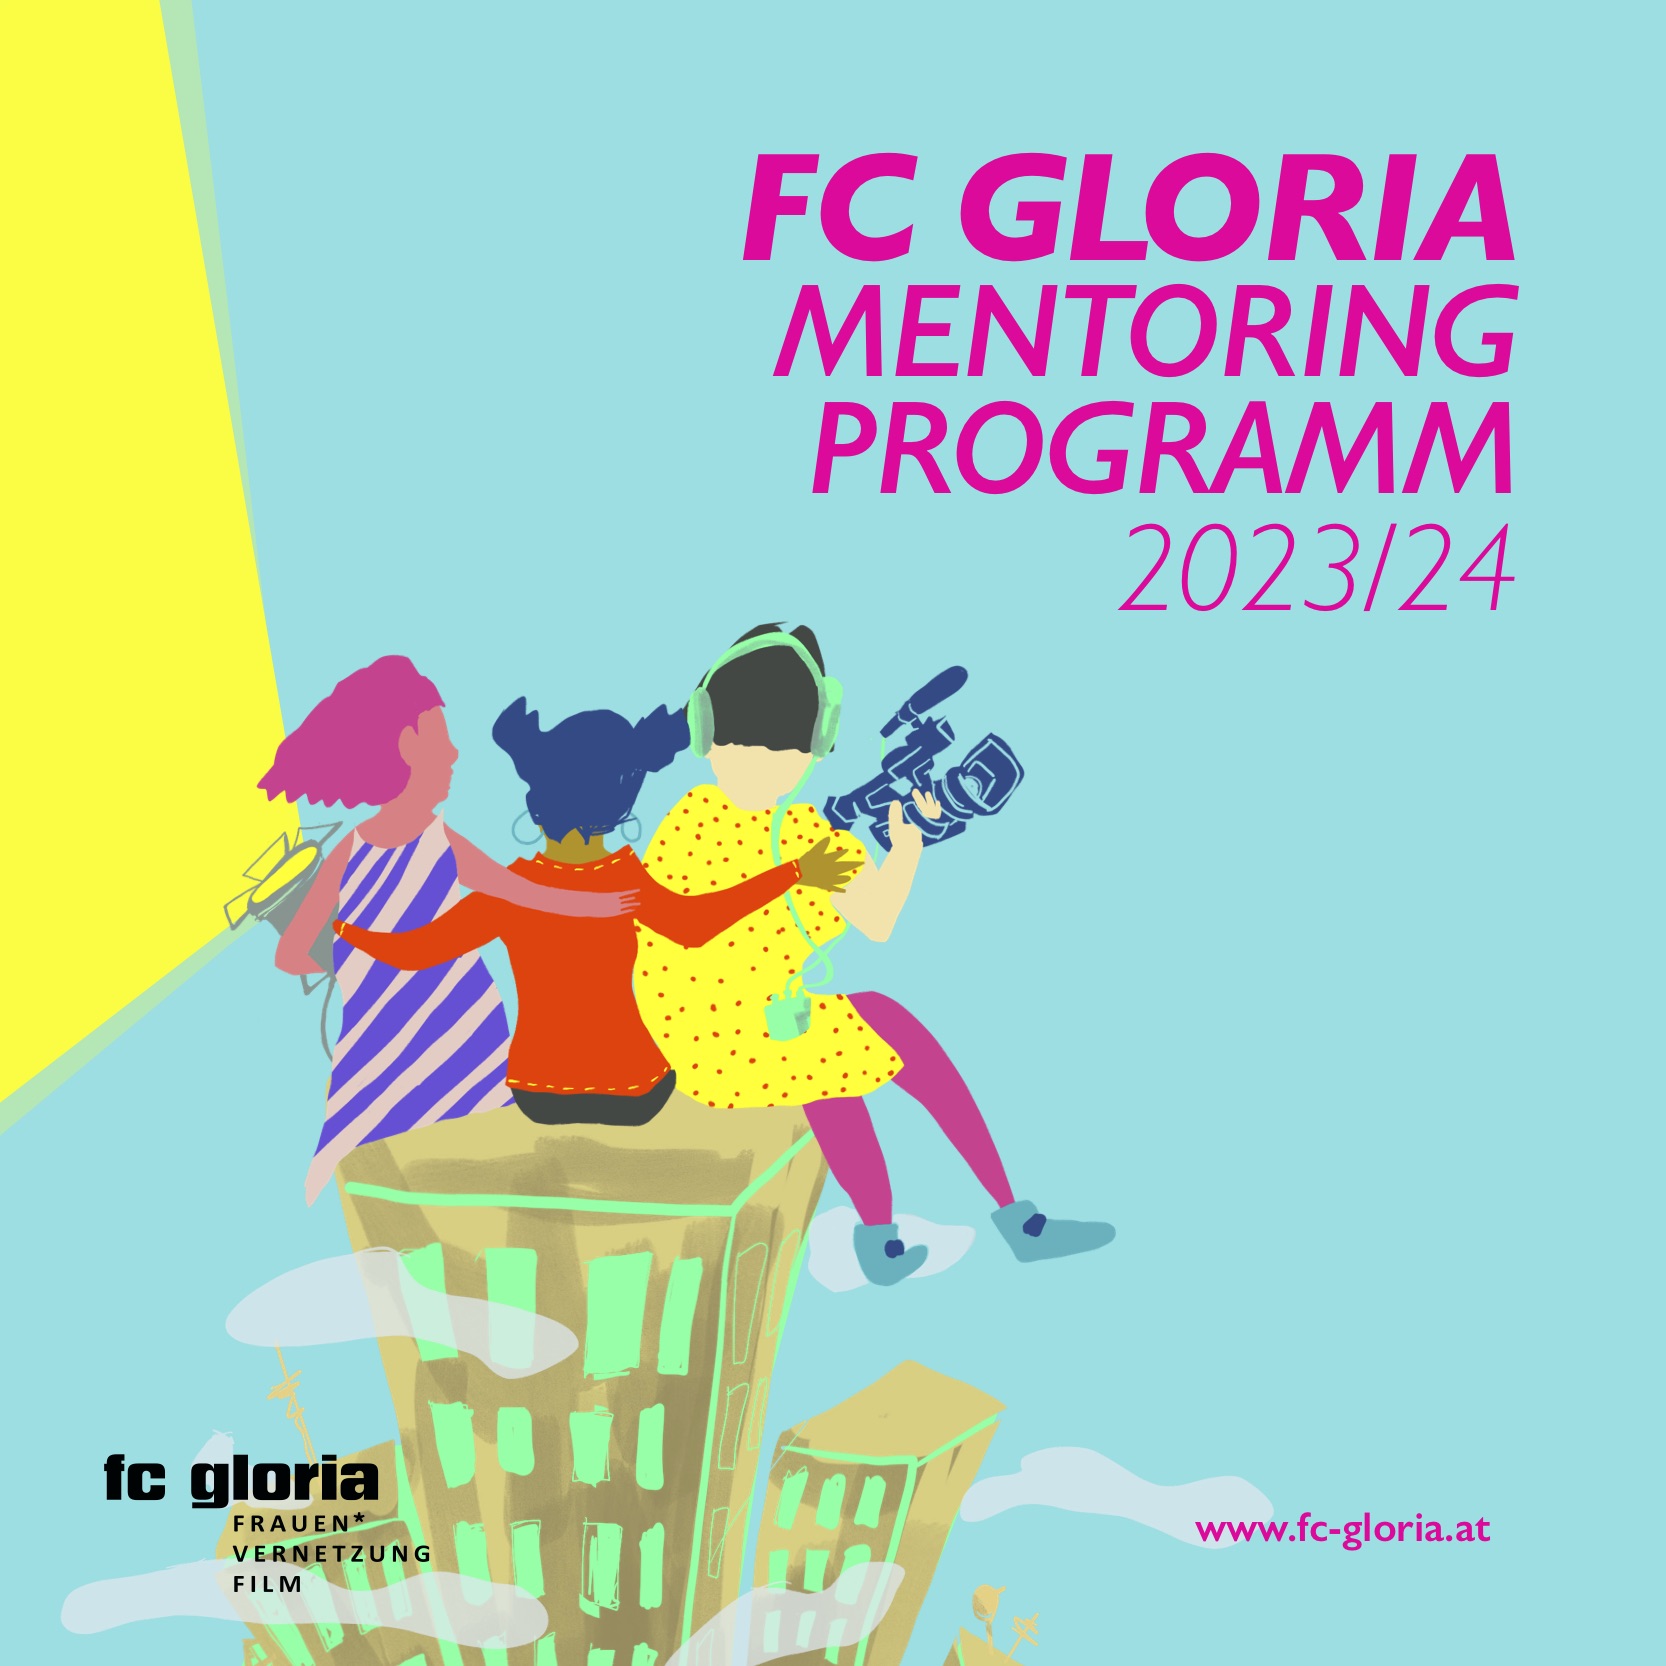 FC GLORIA
MENTORING
PROGRAMM
2023/24
fc gloria
FRAUEN*
VERNETZUNG
FILM
www.fc-gloria.at